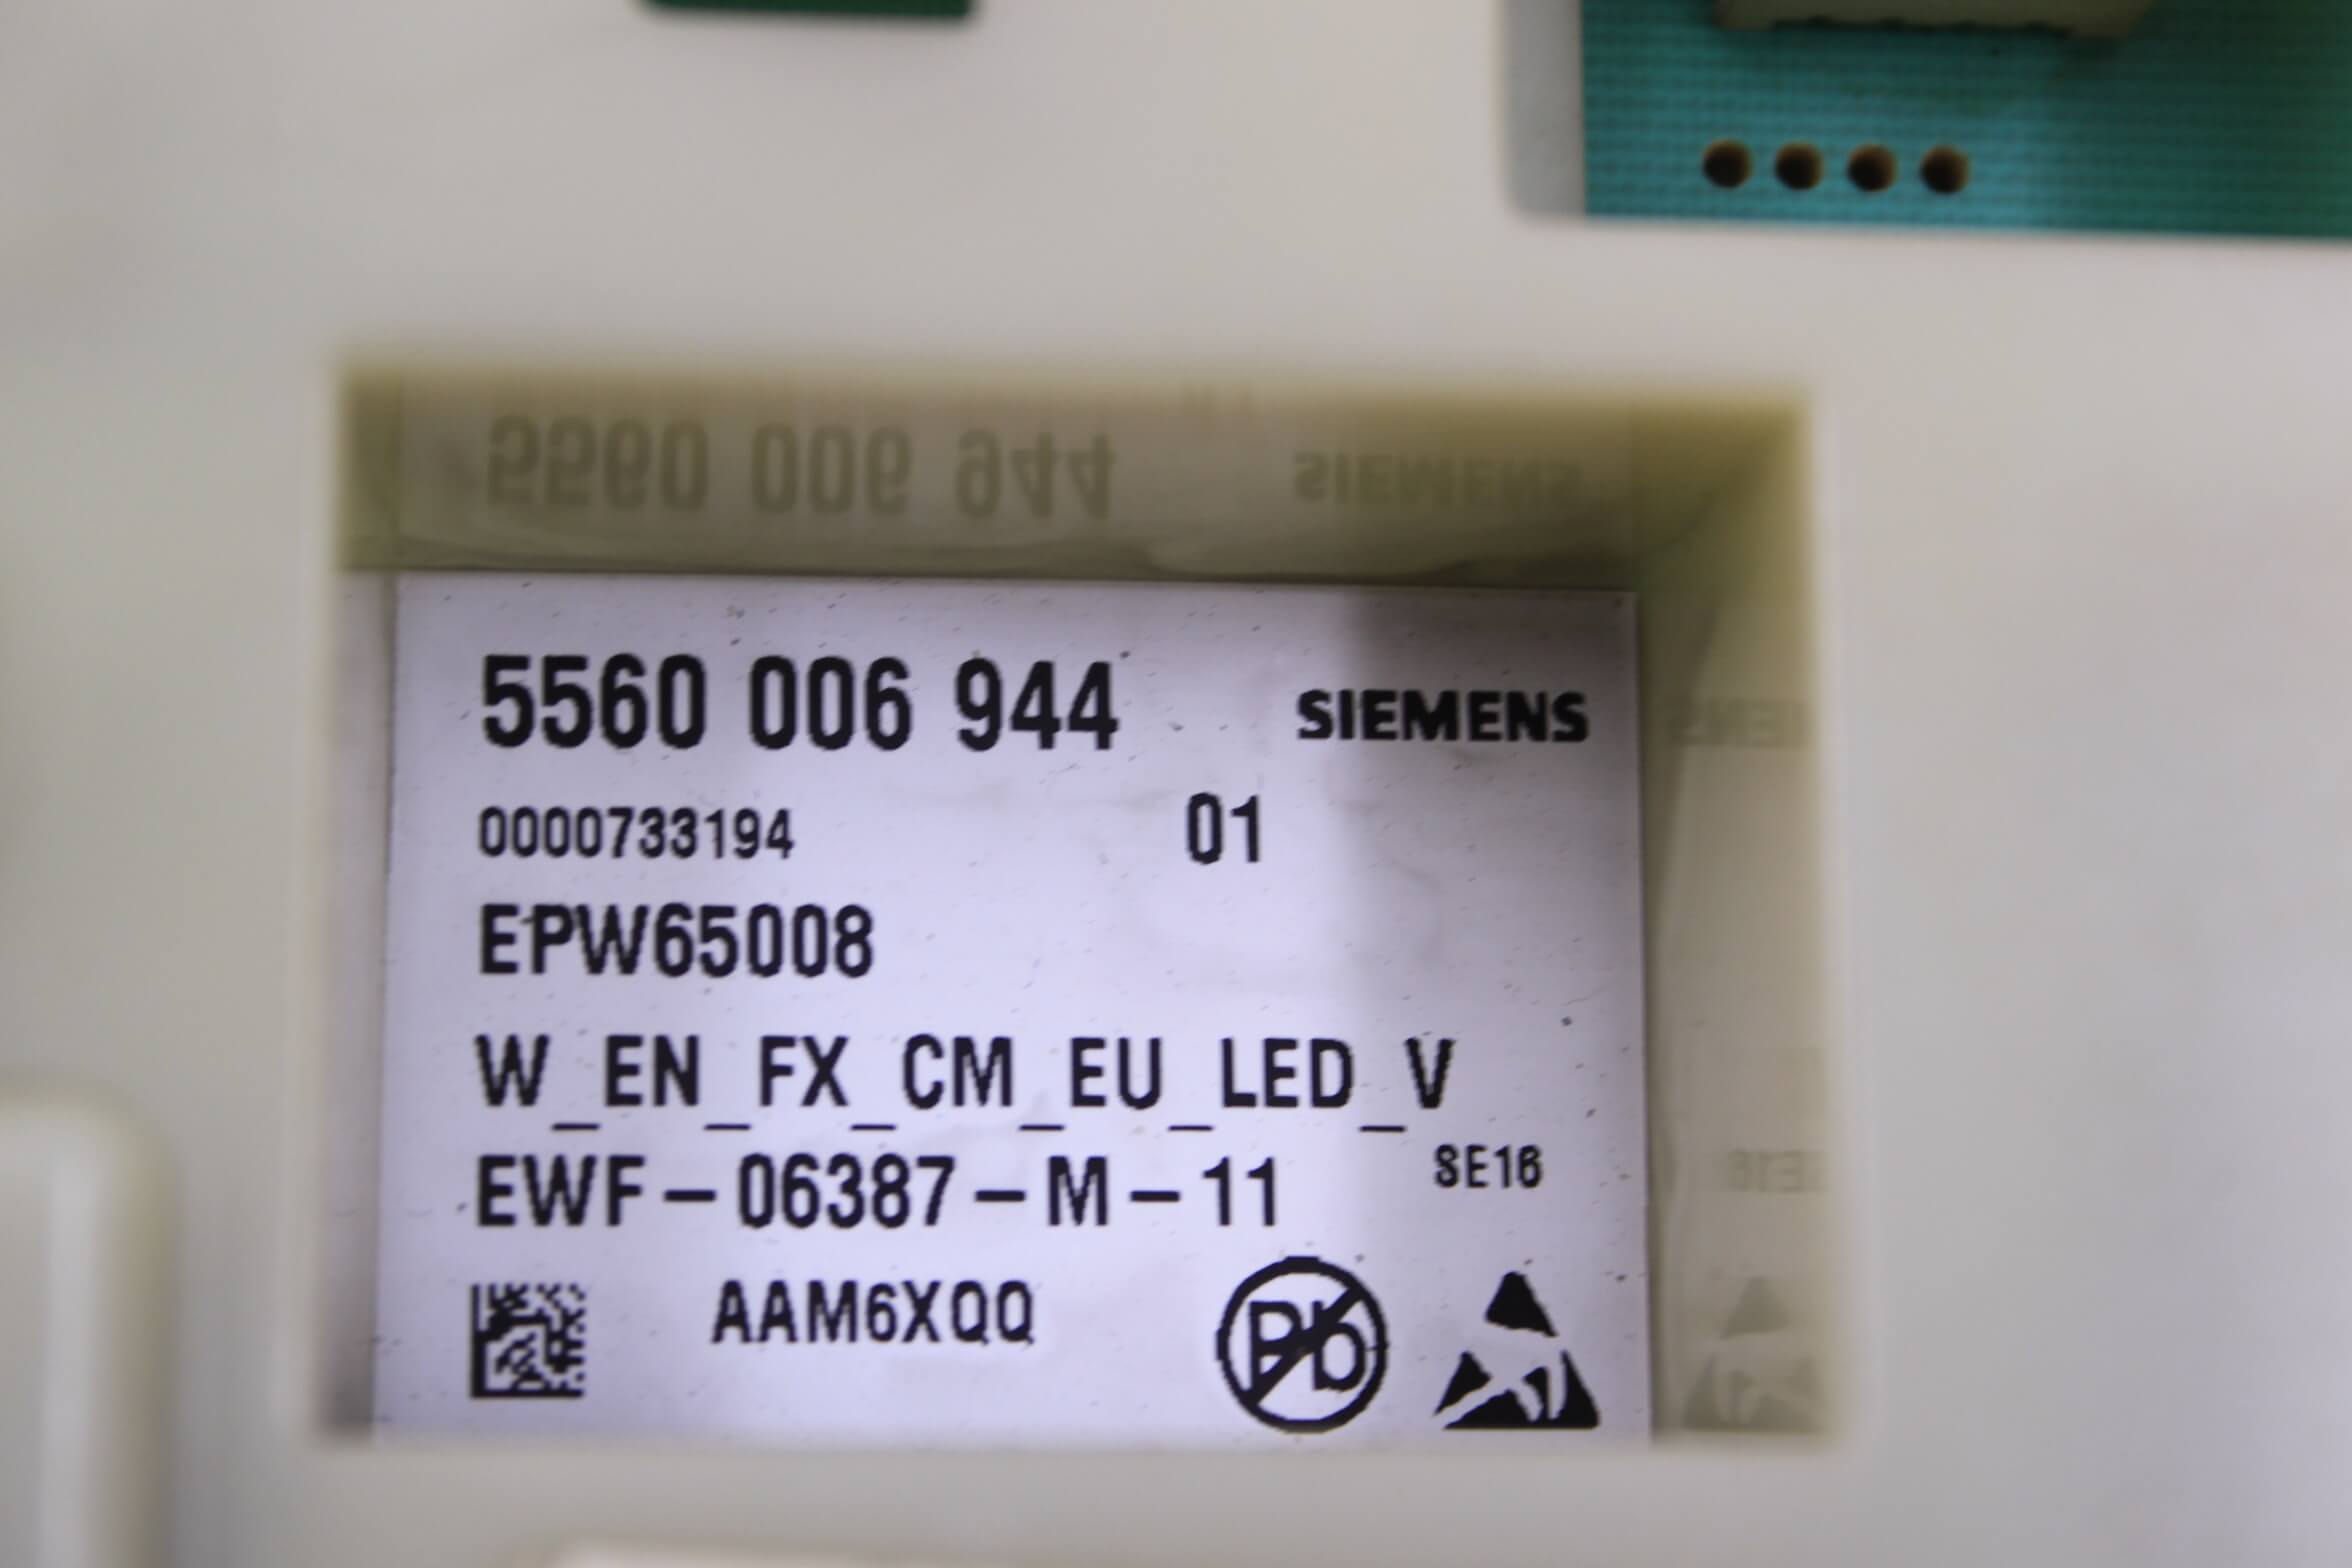 5560 006 944 SIEMENS
0000733194 01
EPW65008
W_EN_FX_CM_EU_LED_V
EWF-06387-M-11 SE16
AAM6XQQ Pb